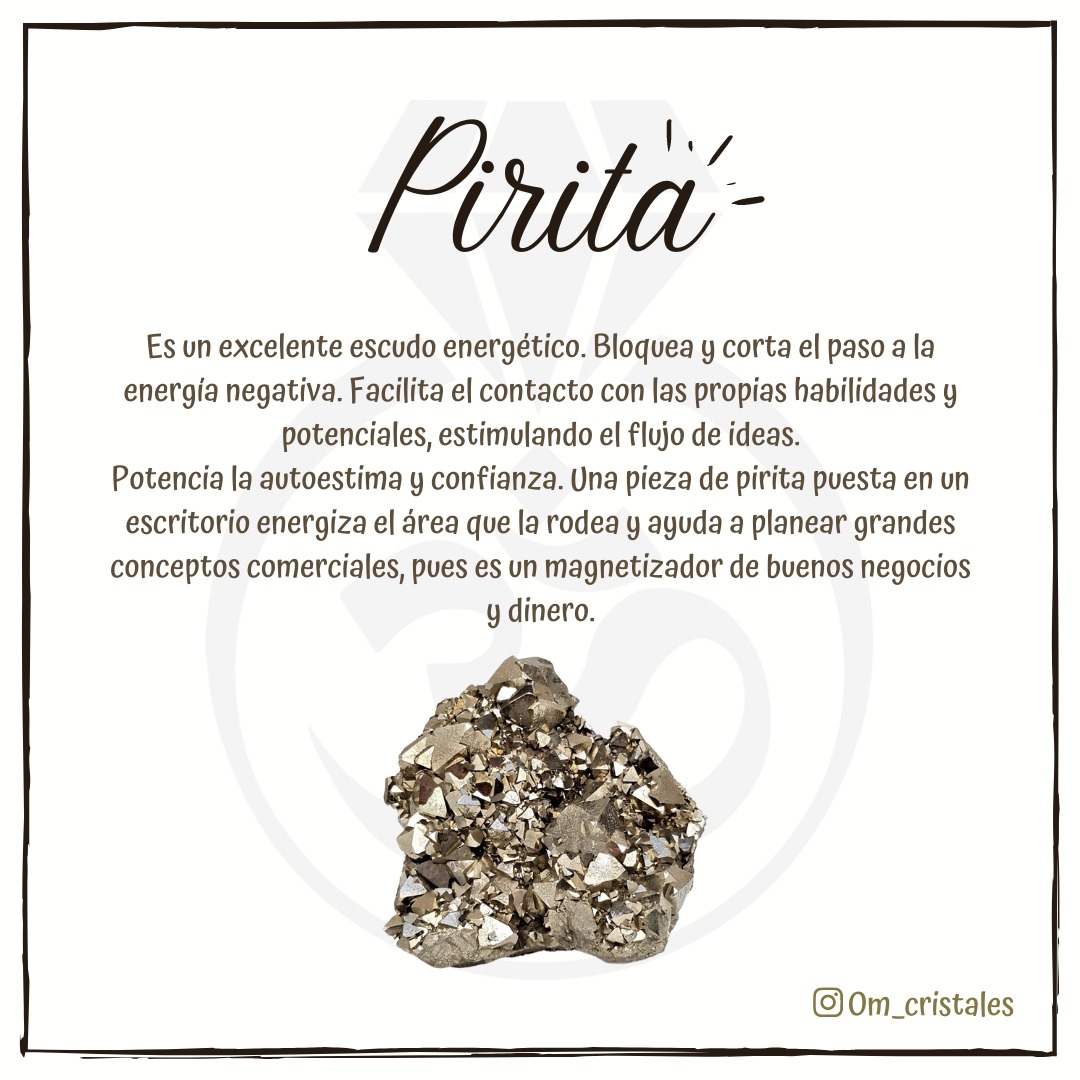 Pirita
Es un excelente escudo energético. Bloquea y corta el paso a la
energía negativa. Facilita el contacto con las propias habilidades y
potenciales, estimulando el flujo de ideas.
Potencia la autoestima y confianza. Una pieza de pirita puesta en un
escritorio energiza el área que la rodea y ayuda a planear grandes
conceptos comerciales, pues es un magnetizador de buenos negocios
y dinero.
Om_cristales